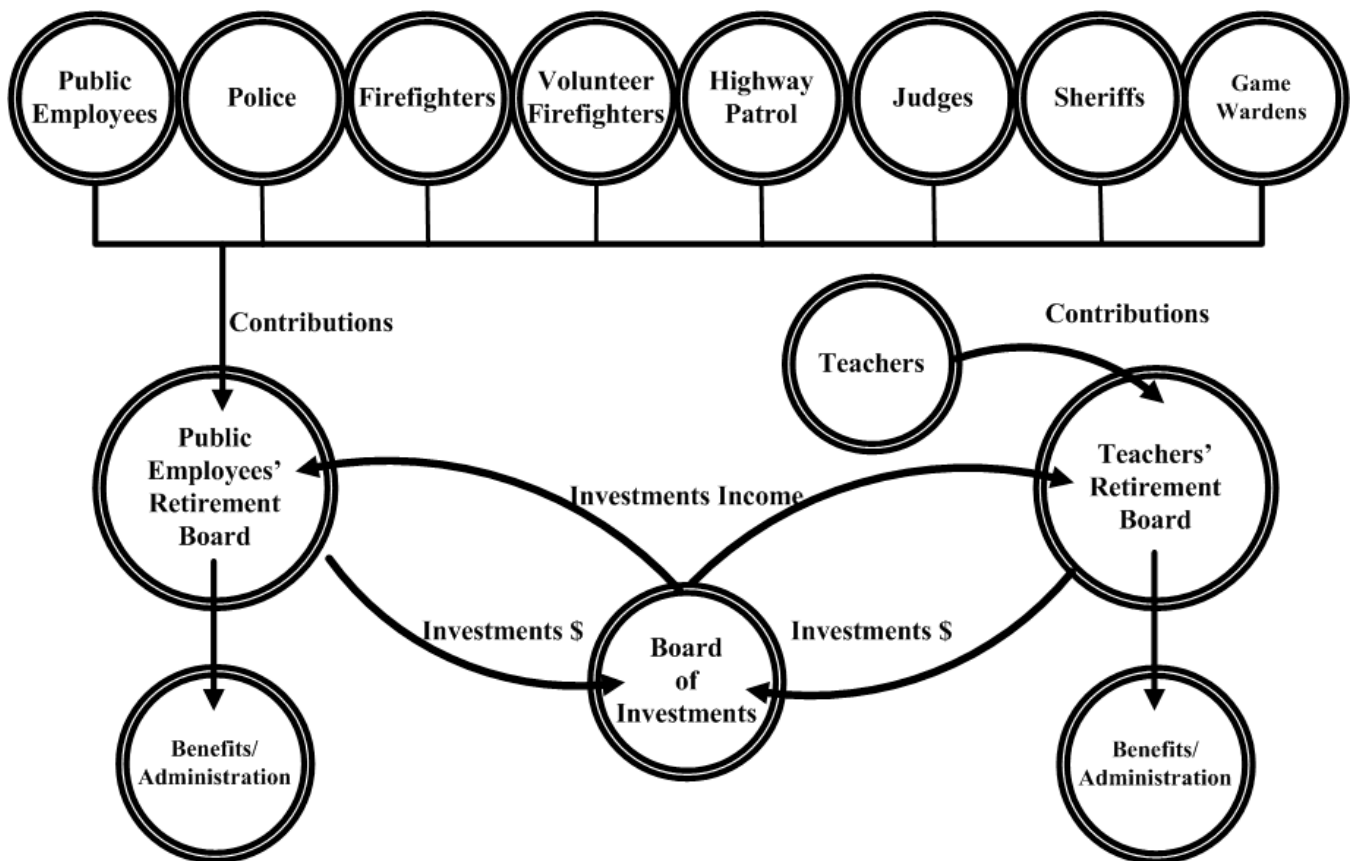 Public
Employees
Police
Firefighters
Volunteer
Firefighters
Highway
Patrol
Judges
Sheriffs
Game
Wardens
Contributions
Contributions
Teachers
Public
Employees’
Retirement
Board
Investments Income
Teachers’
Retirement
Board
Investments $
Investments $
Board
of
Investments
Benefits/
Administration
Benefits/
Administration